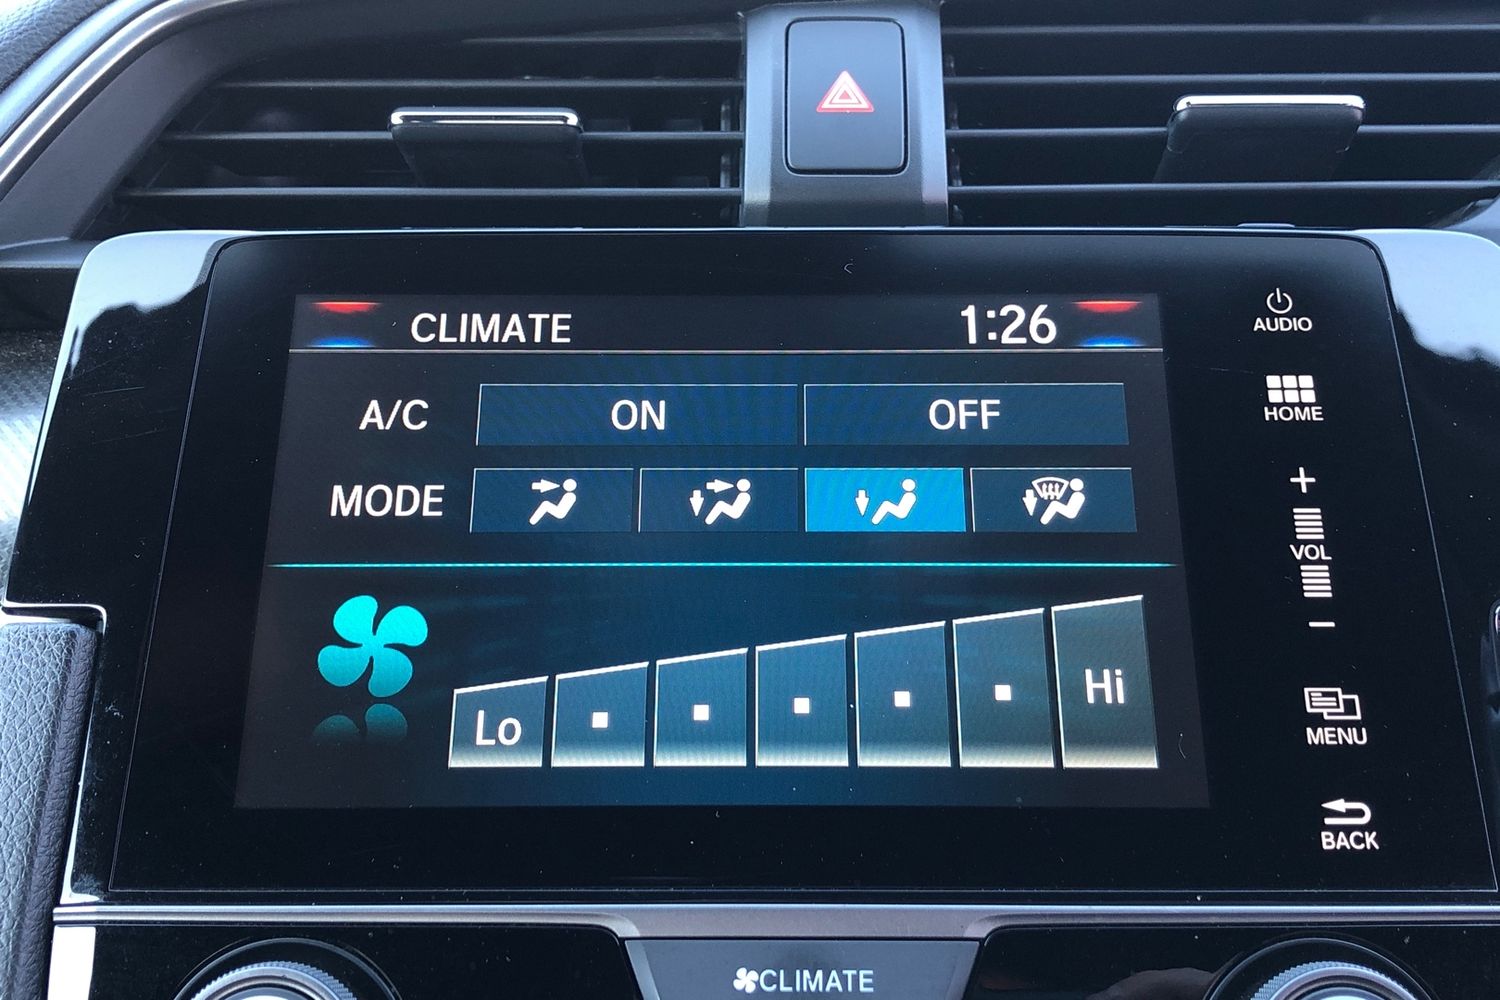 CLIMATE 1:26
A/C ON OFF
MODE
Lo Hi
AUDIO
HOME
+
VOL
−
MENU
BACK
CLIMATE